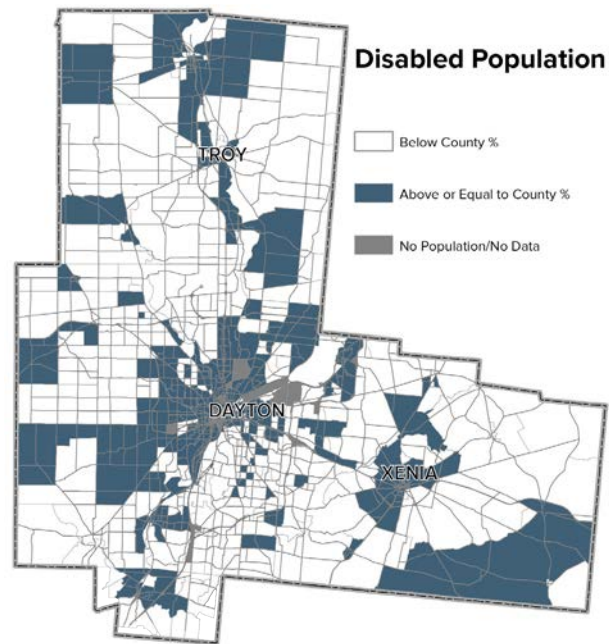 Disabled Population
Below County %
Above or Equal to County %
No Population/No Data
TROY
DAYTON
XENIA